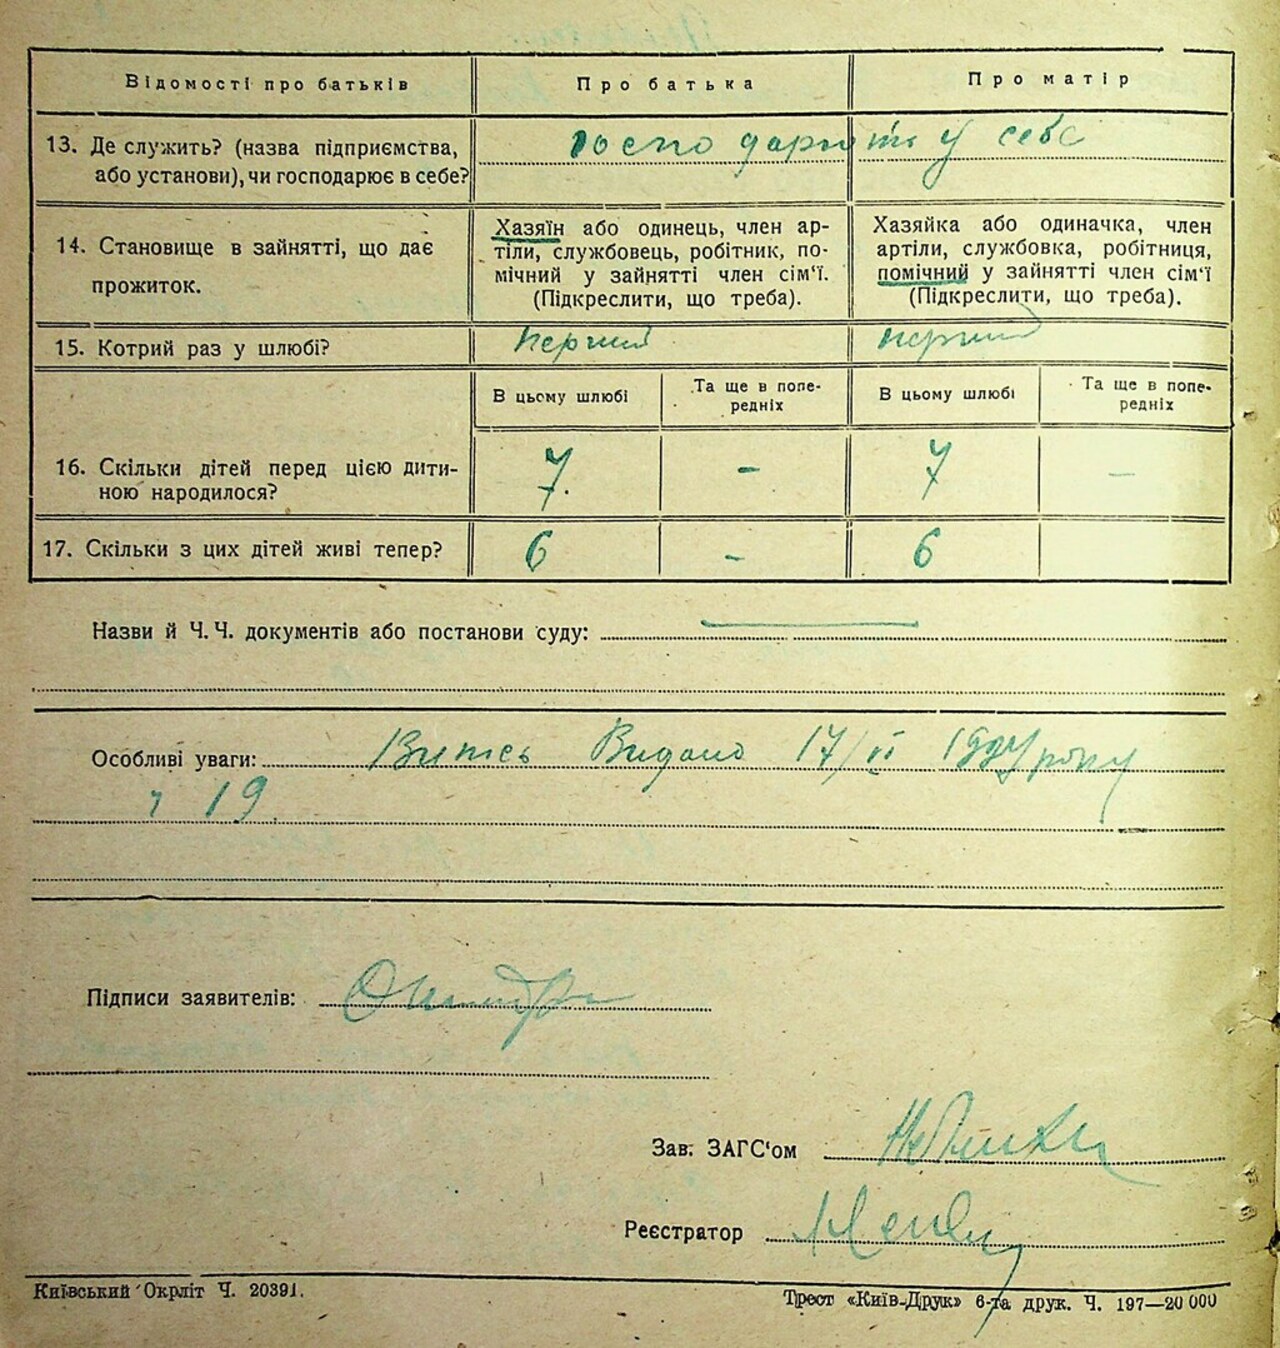 Відомості про батьків
Про батька
Про матір
13. Де служить? (назва підприємства,
або установи), чи господарює в себе?
господарюють у себе
14. Становище в зайнятті, що дає
прожиток.
Хазяїн або одинець, член ар-
тіли, службовець, робітник, по-
мічний у зайнятті член сім'ї.
(Підкреслити, що треба).
Хазяйка або одиначка, член
артіли, службовка, робітниця,
помічний у зайнятті член сім'ї
(Підкреслити, що треба).
15. Котрий раз у шлюбі?
перший
перший
В цьому шлюбі
Та ще в попе-
редніх
В цьому шлюбі
Та ще в попе-
редніх
16. Скільки дітей перед цією дити-
ною народилося?
7.
-
7
-
17. Скільки з цих дітей живі тепер?
6
-
6
Назви й Ч. Ч. документів або постанови суду:
Особливі уваги: Витяг Видано 17/ року
ч 19.
Підписи заявителів:
Зав. ЗАГС'ом
Реєстратор
Київський Окрліт Ч. 20391.
Трест «Київ-Друк» 6-та друк. Ч. 197—20 000